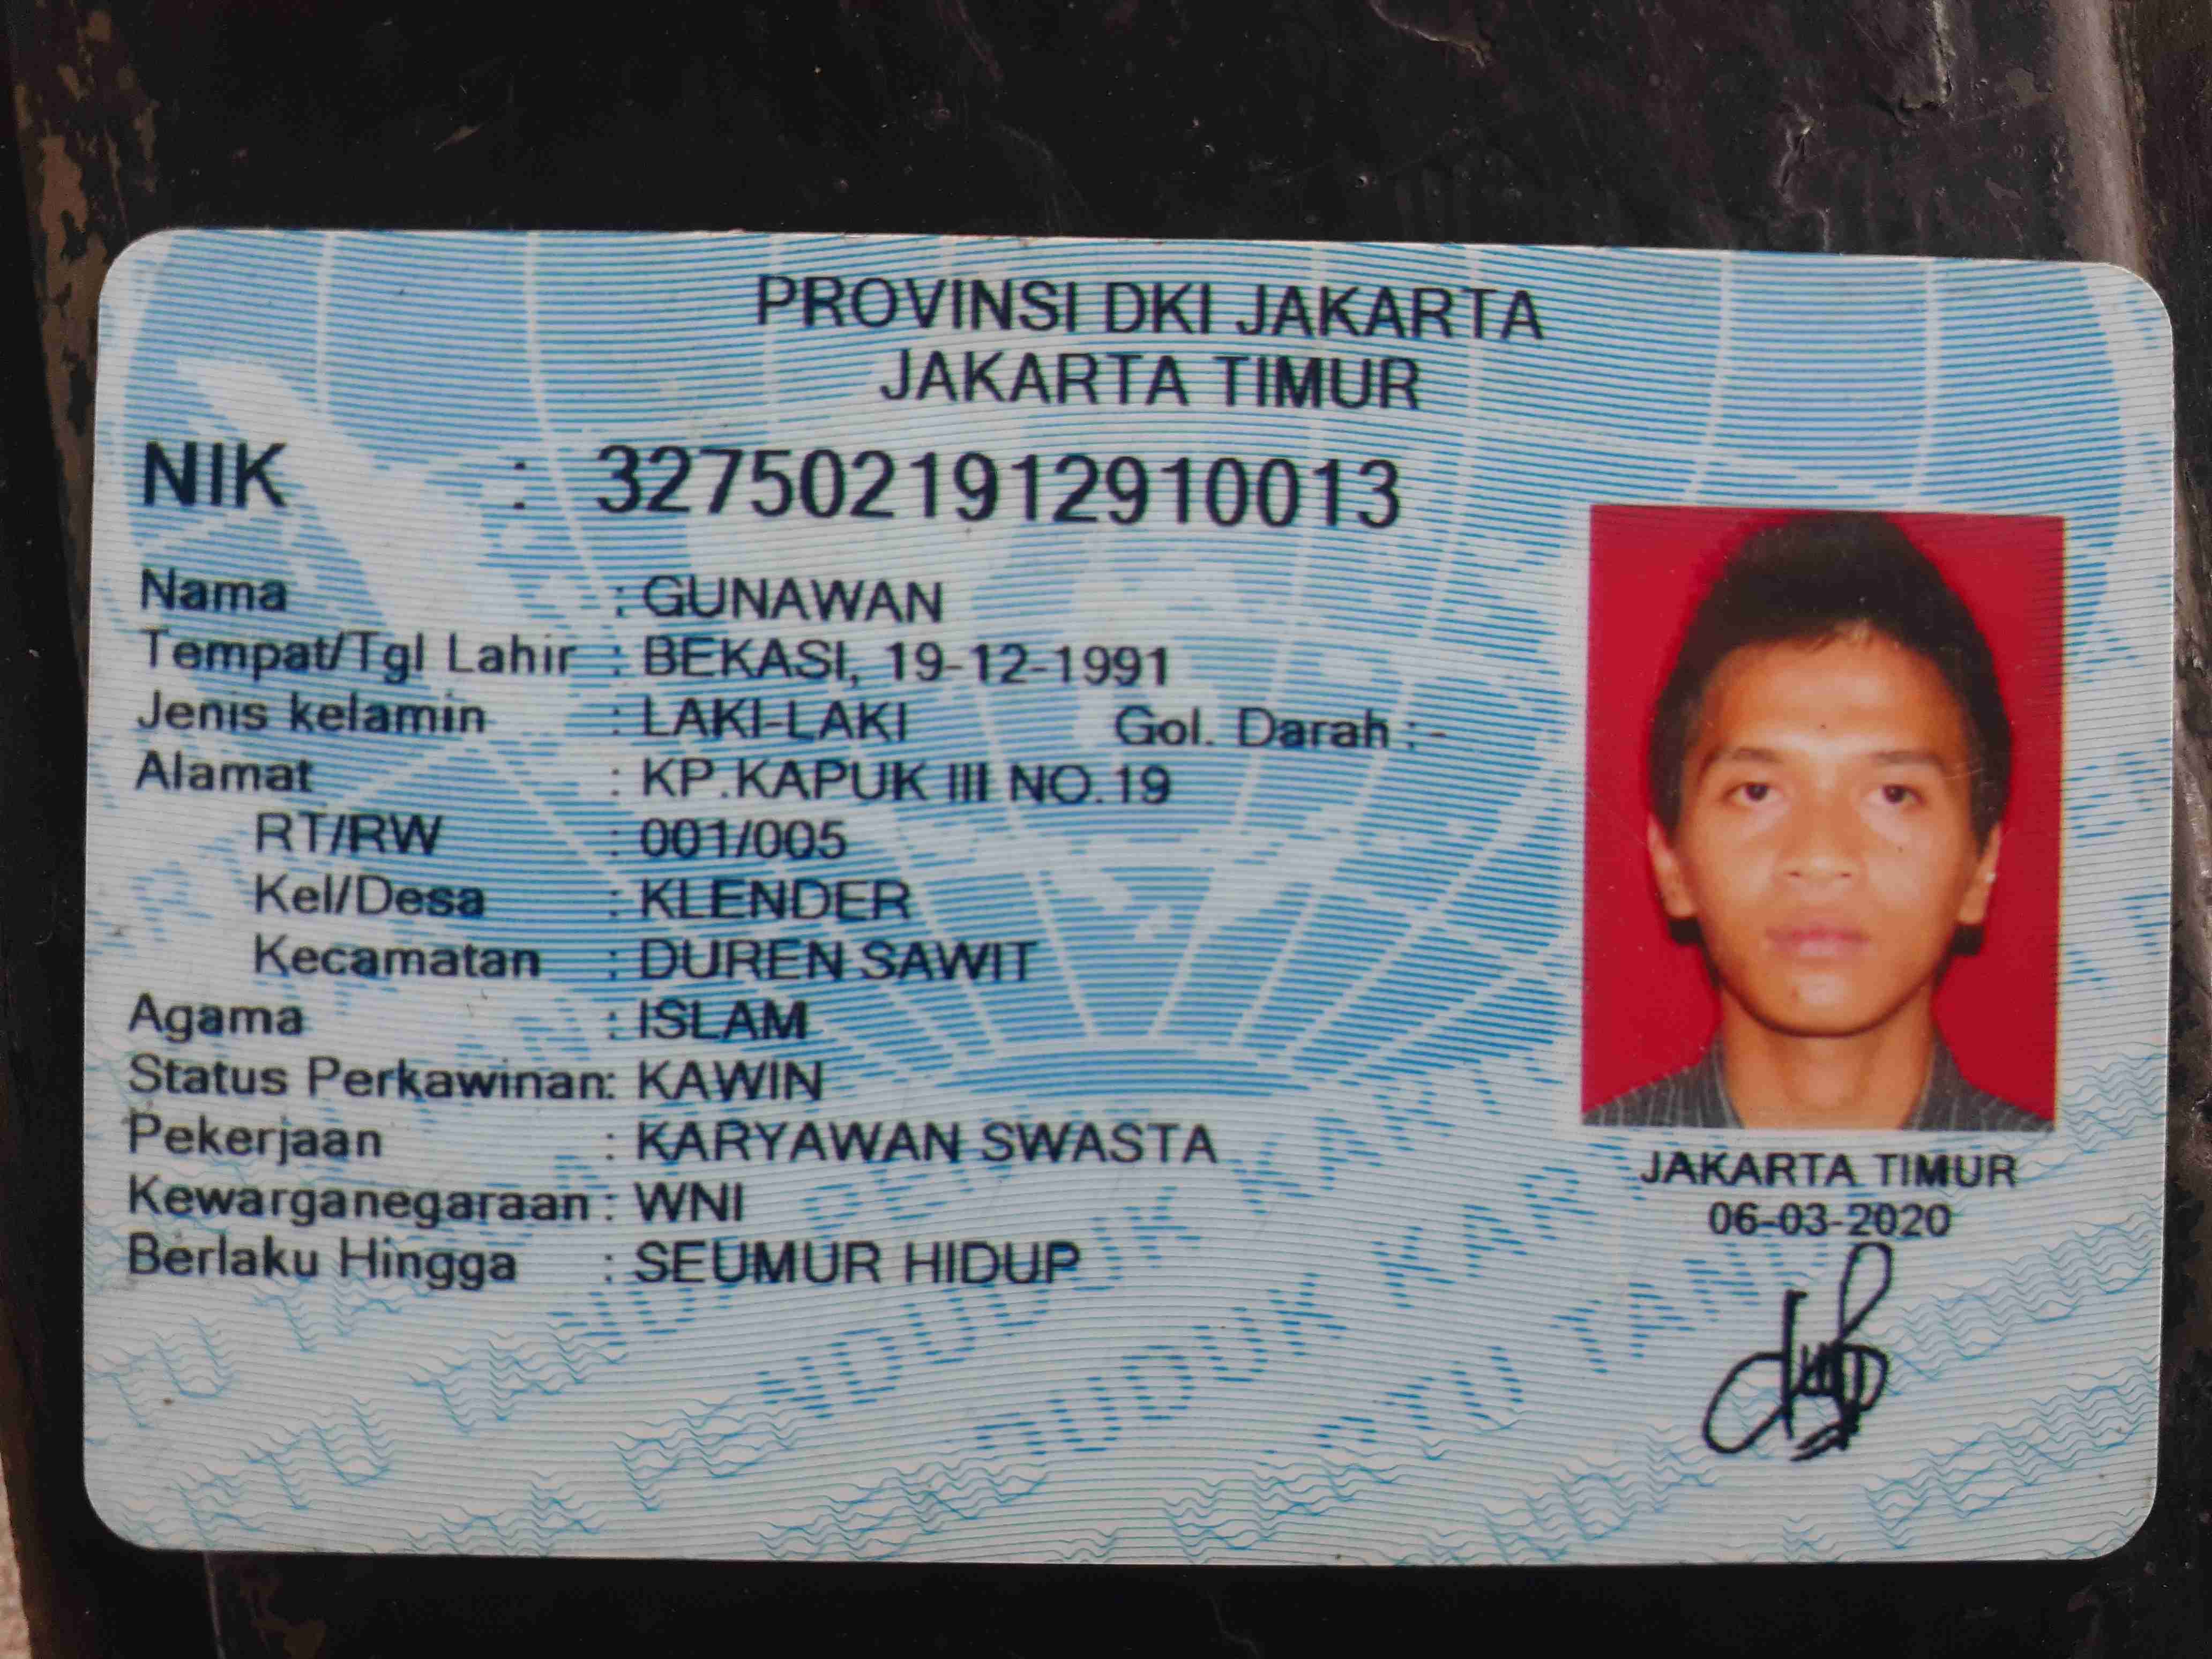 PROVINSI DKI JAKARTA
JAKARTA TIMUR
NIK : 3275021912910013
Nama : GUNAWAN
Tempat/Tgl Lahir : BEKASI, 19-12-1991
Jenis kelamin : LAKI-LAKI Gol. Darah : -
Alamat : KP.KAPUK III NO.19
RT/RW : 001/005
Kel/Desa : KLENDER
Kecamatan : DUREN SAWIT
Agama : ISLAM
Status Perkawinan: KAWIN
Pekerjaan : KARYAWAN SWASTA
Kewarganegaraan : WNI
Berlaku Hingga : SEUMUR HIDUP
JAKARTA TIMUR
06-03-2020